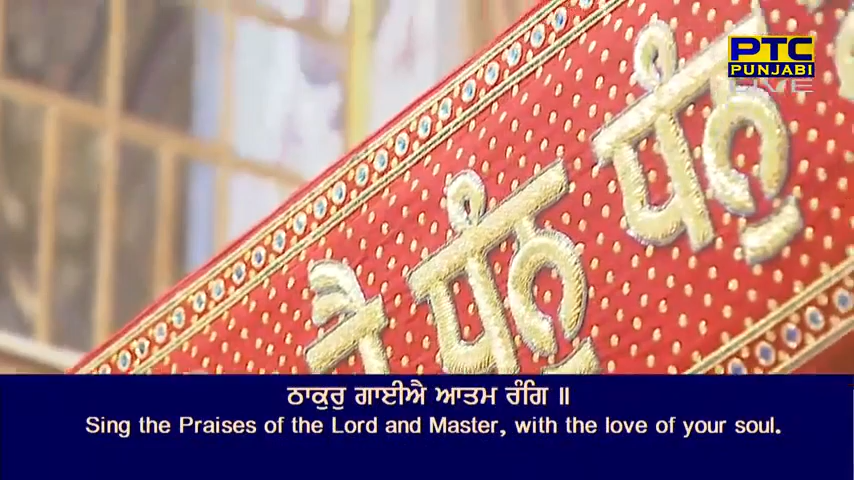 PTC
PUNJABI
LIVE
ਧੰਨੁ ਧੰਨੁ
ਠਾਕੁਰੁ ਗਾਈਐ ਆਤਮ ਰੰਗਿ ॥
Sing the Praises of the Lord and Master, with the love of your soul.